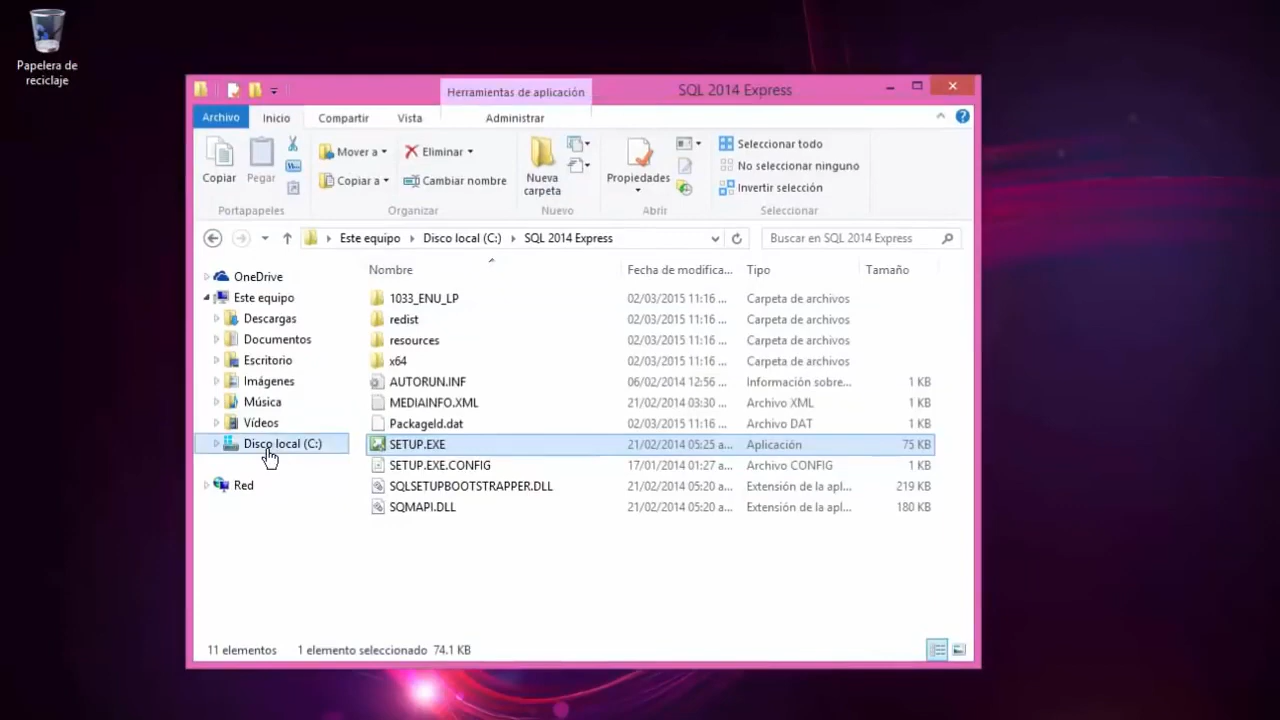 Papelera de
reciclaje
Herramientas de aplicación
SQL 2014 Express
Archivo
Inicio
Compartir
Vista
Administrar
Copiar
Pegar
Mover a
Copiar a
Eliminar
Cambiar nombre
Nueva
carpeta
Propiedades
Seleccionar todo
No seleccionar ninguno
Invertir selección
Portapapeles
Organizar
Nuevo
Abrir
Seleccionar
Este equipo
Disco local (C:)
SQL 2014 Express
Buscar en SQL 2014 Express
Nombre
Fecha de modifica...
Tipo
Tamaño
OneDrive
Este equipo
Descargas
Documentos
Escritorio
Imágenes
Música
Vídeos
Disco local (C:)
Red
1033_ENU_LP 02/03/2015 11:16 ... Carpeta de archivos
redist 02/03/2015 11:16 ... Carpeta de archivos
resources 02/03/2015 11:16 ... Carpeta de archivos
x64 02/03/2015 11:16 ... Carpeta de archivos
AUTORUN.INF 06/02/2014 12:56 ... Información sobre... 1 KB
MEDIAINFO.XML 21/02/2014 03:30 ... Archivo XML 1 KB
PackageId.dat 02/03/2015 11:16 ... Archivo DAT 1 KB
SETUP.EXE 21/02/2014 05:25 a... Aplicación 75 KB
SETUP.EXE.CONFIG 17/01/2014 01:27 a... Archivo CONFIG 1 KB
SQLSETUPBOOTSTRAPPER.DLL 21/02/2014 05:20 a... Extensión de la apl... 219 KB
SQMAPI.DLL 21/02/2014 05:20 a... Extensión de la apl... 180 KB
11 elementos
1 elemento seleccionado 74.1 KB